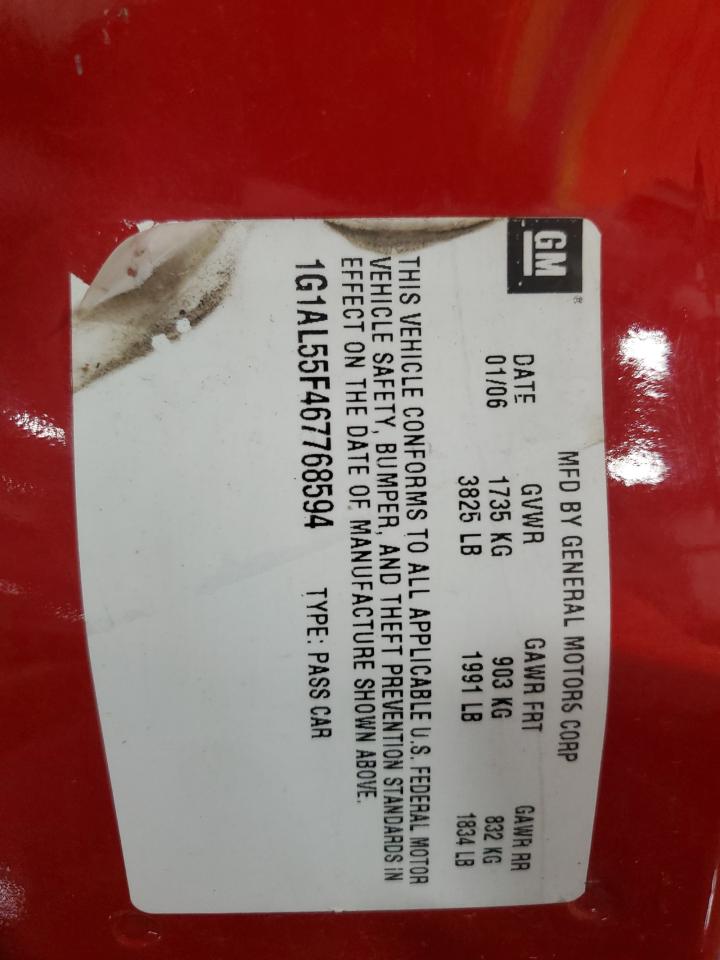 GM®
MFD BY GENERAL MOTORS CORP
DATE GVWR GAWR FRT GAWR RR
01/06 1735 KG 903 KG 832 KG
3825 LB 1991 LB 1834 LB
THIS VEHICLE CONFORMS TO ALL APPLICABLE U.S. FEDERAL MOTOR
VEHICLE SAFETY, BUMPER, AND THEFT PREVENTION STANDARDS IN
EFFECT ON THE DATE OF MANUFACTURE SHOWN ABOVE.
1G1AL55F467768594 TYPE: PASS CAR